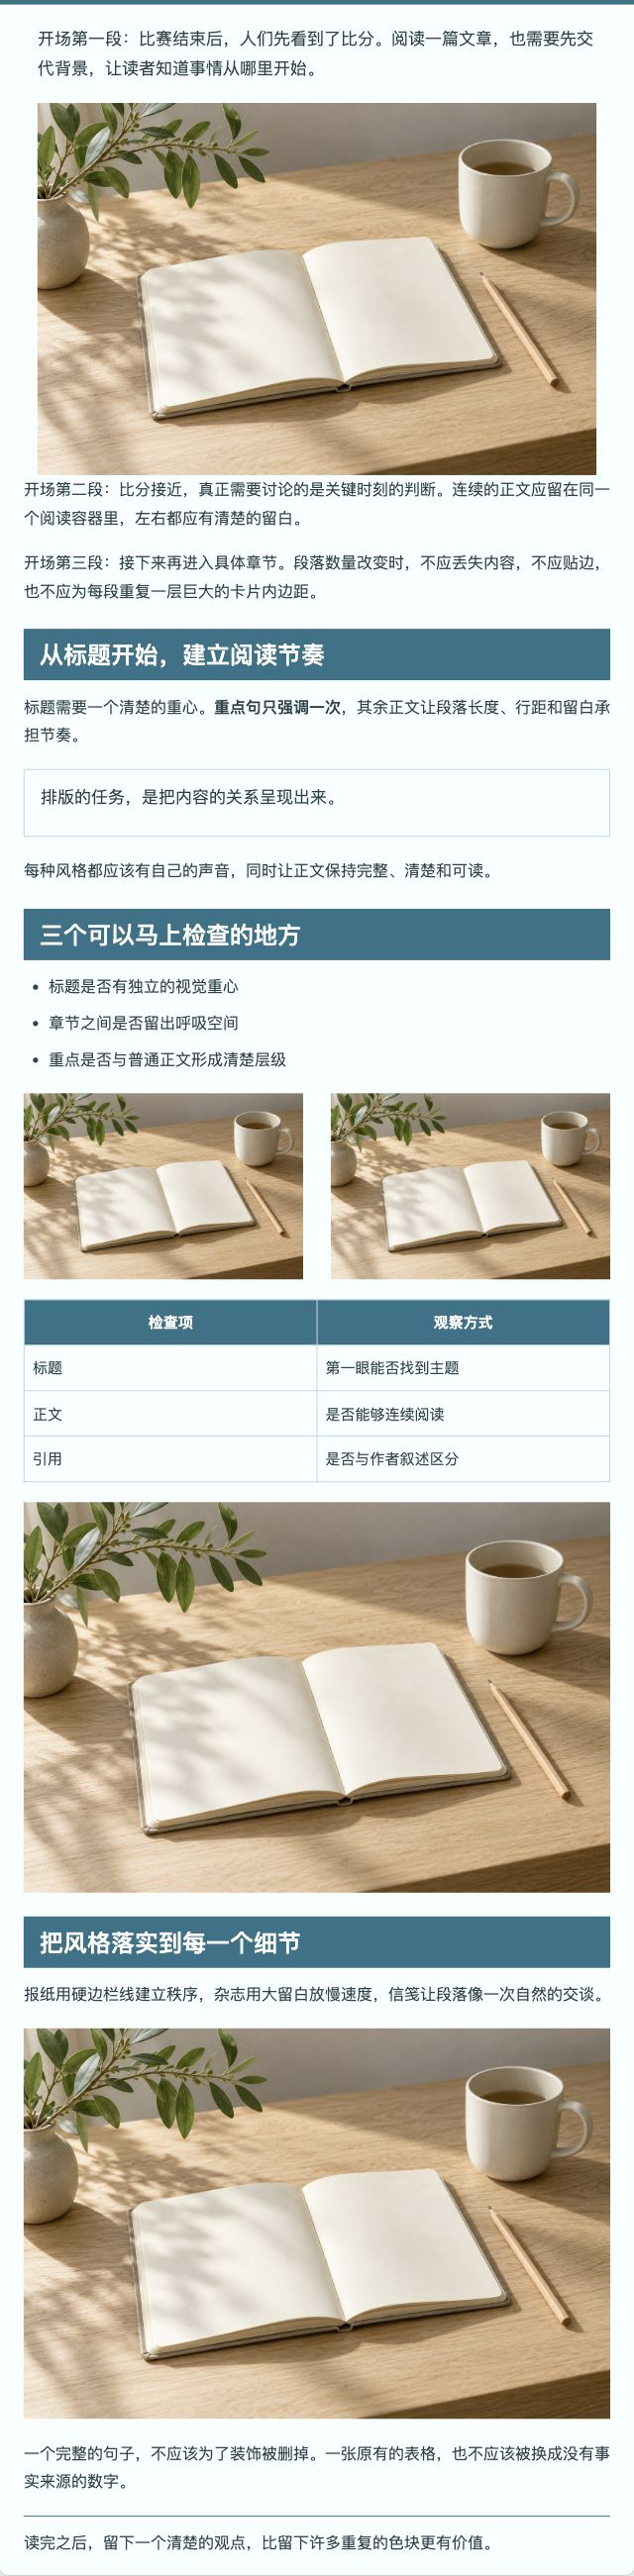 开场第一段：比赛结束后，人们先看到了比分。阅读一篇文章，也需要先交
代背景，让读者知道事情从哪里开始。
开场第二段：比分接近，真正需要讨论的是关键时刻的判断。连续的正文应留在同一
个阅读容器里，左右都应有清楚的留白。
开场第三段：接下来再进入具体章节。段落数量改变时，不应丢失内容，不应贴边，
也不应为每段重复一层巨大的卡片内边距。
从标题开始，建立阅读节奏
标题需要一个清楚的重心。重点句只强调一次，其余正文让段落长度、行距和留白承
担节奏。
排版的任务，是把内容的关系呈现出来。
每种风格都应该有自己的声音，同时让正文保持完整、清楚和可读。
三个可以马上检查的地方
• 标题是否有独立的视觉重心
• 章节之间是否留出呼吸空间
• 重点是否与普通正文形成清楚层级
检查项 观察方式
标题 第一眼能否找到主题
正文 是否能够连续阅读
引用 是否与作者叙述区分
把风格落实到每一个细节
报纸用硬边栏线建立秩序，杂志用大留白放慢速度，信笺让段落像一次自然的交谈。
一个完整的句子，不应该为了装饰被删掉。一张原有的表格，也不应该被换成没有事
实来源的数字。
读完之后，留下一个清楚的观点，比留下许多重复的色块更有价值。